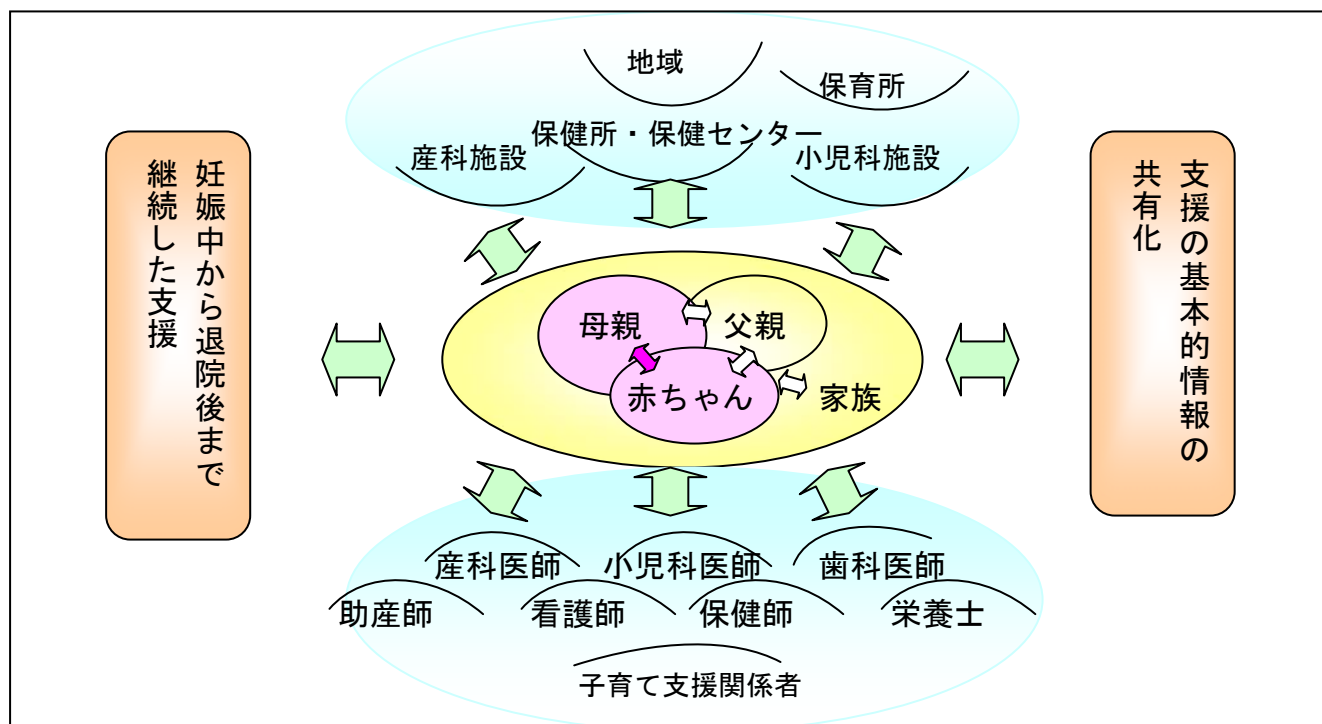 地域
保育所
保健所・保健センター
産科施設
小児科施設
妊娠中から退院後まで
継続した支援
支援の基本的情報の
共有化
母親
父親
赤ちゃん
家族
産科医師
小児科医師
歯科医師
助産師
看護師
保健師
栄養士
子育て支援関係者